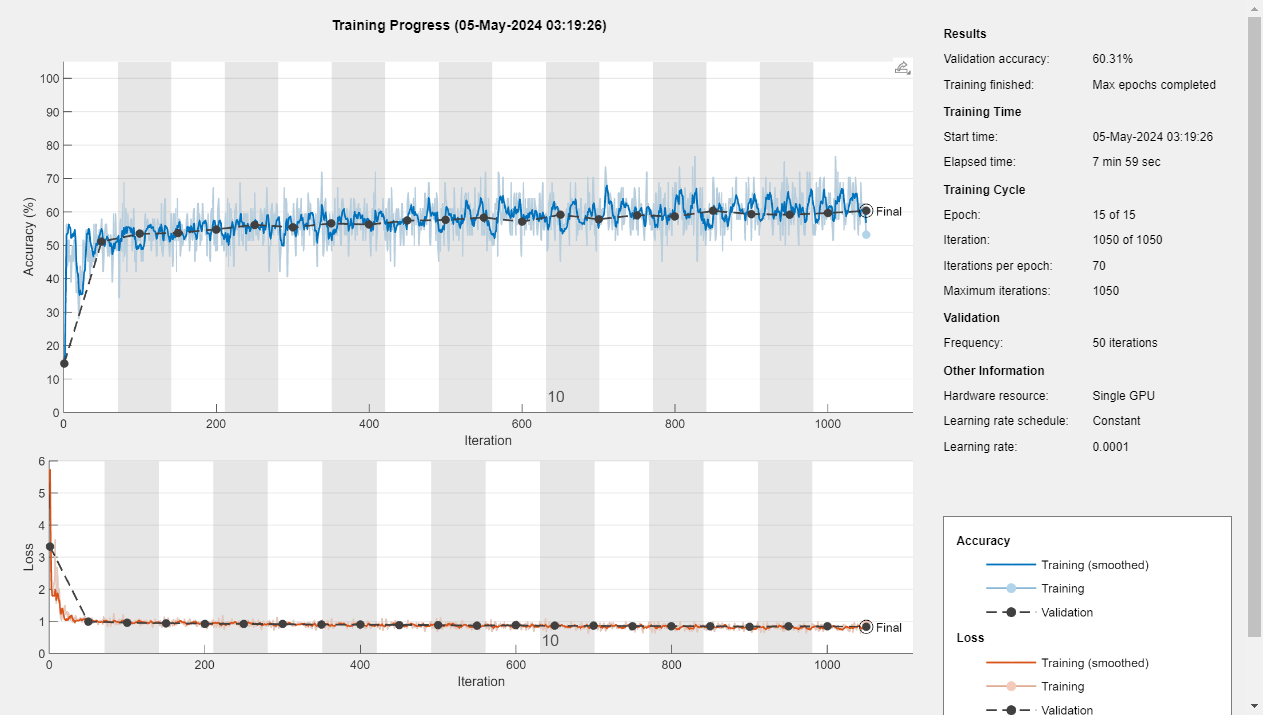 Training Progress (05-May-2024 03:19:26)
100
90
80
70
60
50
40
30
20
10
0
Accuracy (%)
Final
10
0 200 400 600 800 1000
Iteration
6
5
4
3
2
1
0
Loss
Final
10
0 200 400 600 800 1000
Iteration
Results
Validation accuracy: 60.31%
Training finished: Max epochs completed
Training Time
Start time: 05-May-2024 03:19:26
Elapsed time: 7 min 59 sec
Training Cycle
Epoch: 15 of 15
Iteration: 1050 of 1050
Iterations per epoch: 70
Maximum iterations: 1050
Validation
Frequency: 50 iterations
Other Information
Hardware resource: Single GPU
Learning rate schedule: Constant
Learning rate: 0.0001
Accuracy
Training (smoothed)
Training
Validation
Loss
Training (smoothed)
Training
Validation